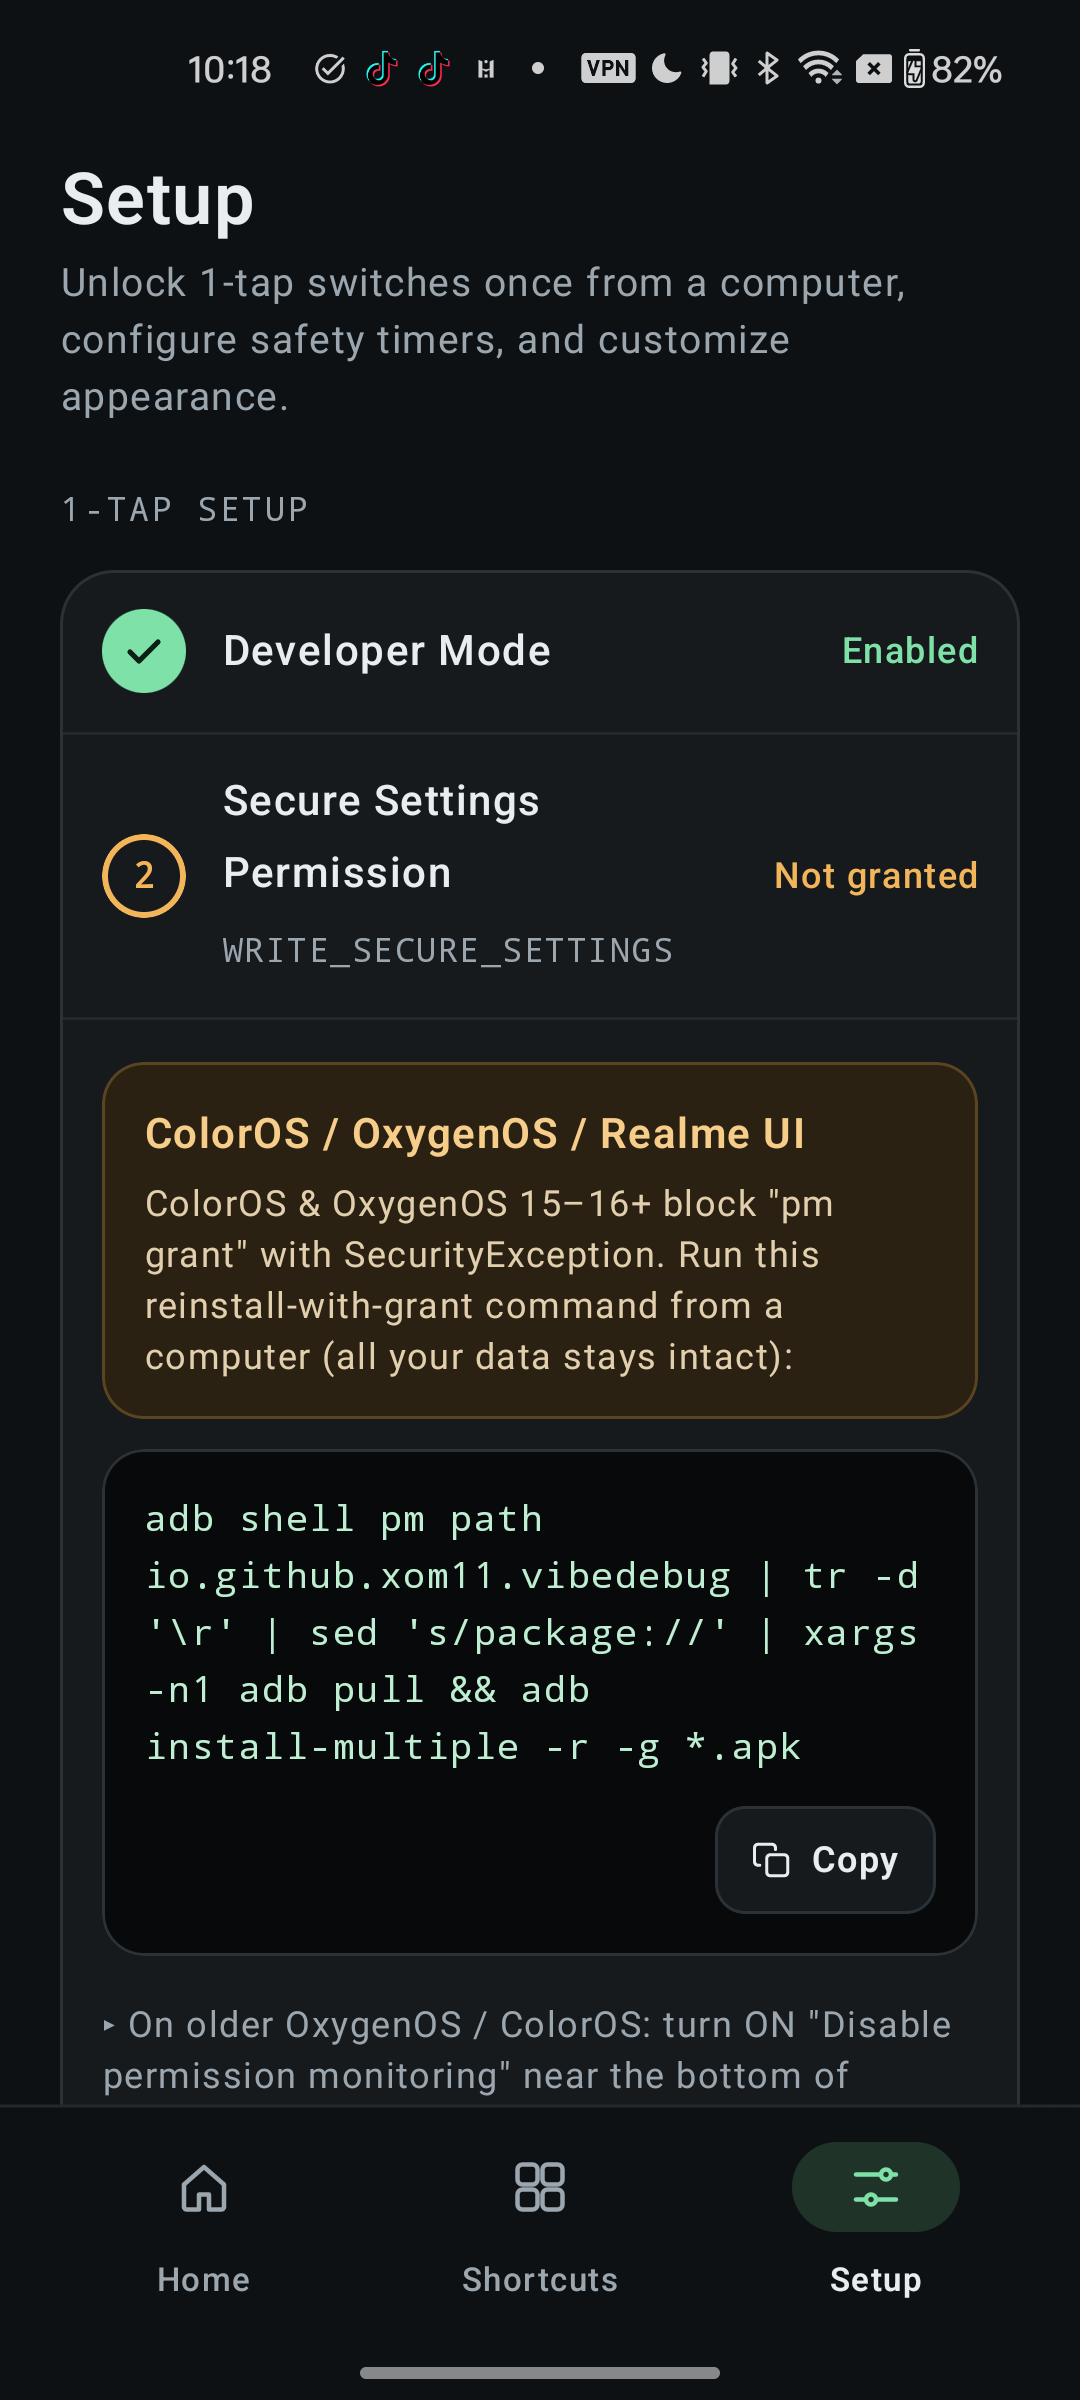 10:18
VPN
82%
Setup
Unlock 1-tap switches once from a computer,
configure safety timers, and customize
appearance.
1-TAP SETUP
Developer Mode
Enabled
Secure Settings
Permission
2
Not granted
WRITE_SECURE_SETTINGS
ColorOS / OxygenOS / Realme UI
ColorOS & OxygenOS 15–16+ block "pm
grant" with SecurityException. Run this
reinstall-with-grant command from a
computer (all your data stays intact):
adb shell pm path
io.github.xom11.vibedebug | tr -d
'\r' | sed 's/package://' | xargs
-n1 adb pull && adb
install-multiple -r -g *.apk
Copy
▸ On older OxygenOS / ColorOS: turn ON "Disable
permission monitoring" near the bottom of
Home
Shortcuts
Setup